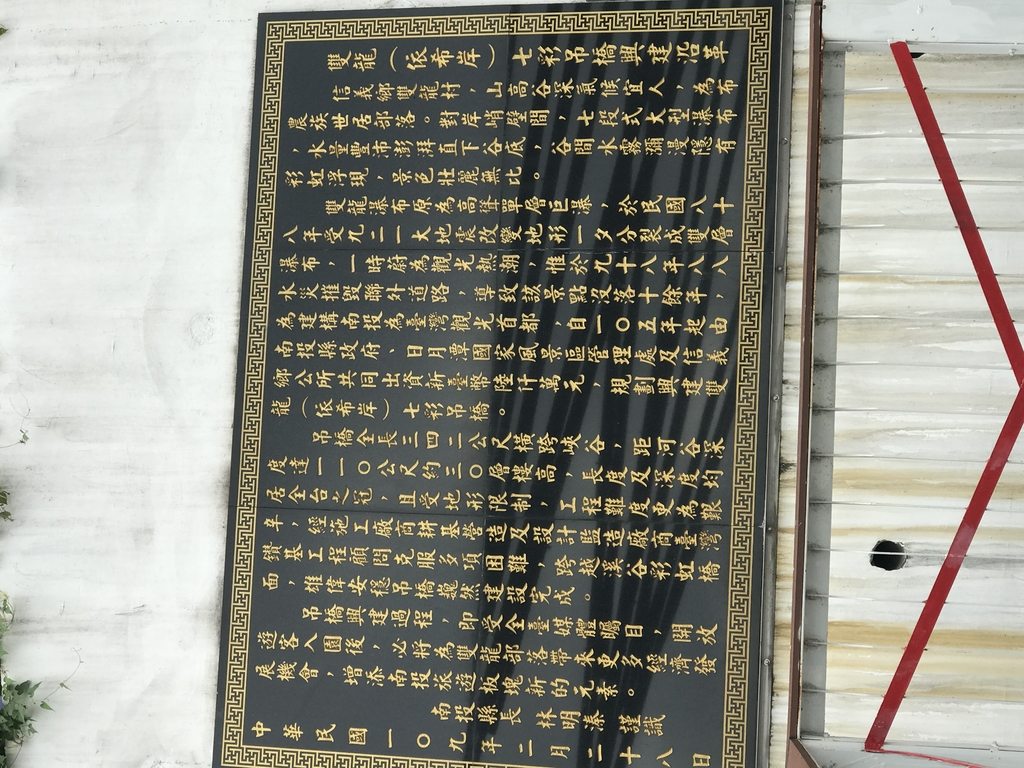 雙龍（依希岸）七彩吊橋興建沿革
信義鄉雙龍村，山高谷深氣候宜人，為布
農族世居部落。對岸峭壁間，七段式大型瀑布
，水量豐沛澎湃直下谷底，谷間水霧瀰漫隱有
彩虹浮現，景色壯麗無比。
雙龍瀑布原為高聳單層巨瀑，於民國八十
八年受九二一大地震改變地形一夕分裂成雙層
瀑布，一時蔚為觀光熱潮，惟於九十八年八八
水災摧毀聯外道路，導致該景點沒落十餘年，
為建構南投為臺灣觀光首都，自一０五年起由
南投縣政府、日月潭國家風景區管理處及信義
鄉公所共同出資新臺幣陸仟萬元，規劃興建雙
龍（依希岸）七彩吊橋。
吊橋全長三四二公尺橫跨峽谷，距河谷深
度達一一０公尺約三０層樓高，長度及深度均
居全台之冠，且受地形限制，工程難度更為艱
辛，經施工廠商耕基營造及設計監造廠商臺灣
鑽基工程顧問克服多項困難，跨越溪谷彩虹橋
面，雄偉安穩吊橋巍然建設完成。
吊橋興建過程，即受全臺媒體矚目，開放
遊客入園後，必將為雙龍部落帶來更多經濟發
展機會，增添南投旅遊板塊新的元素。
南投縣長 林明溱 謹識
中華民國一０九年二月二十八日